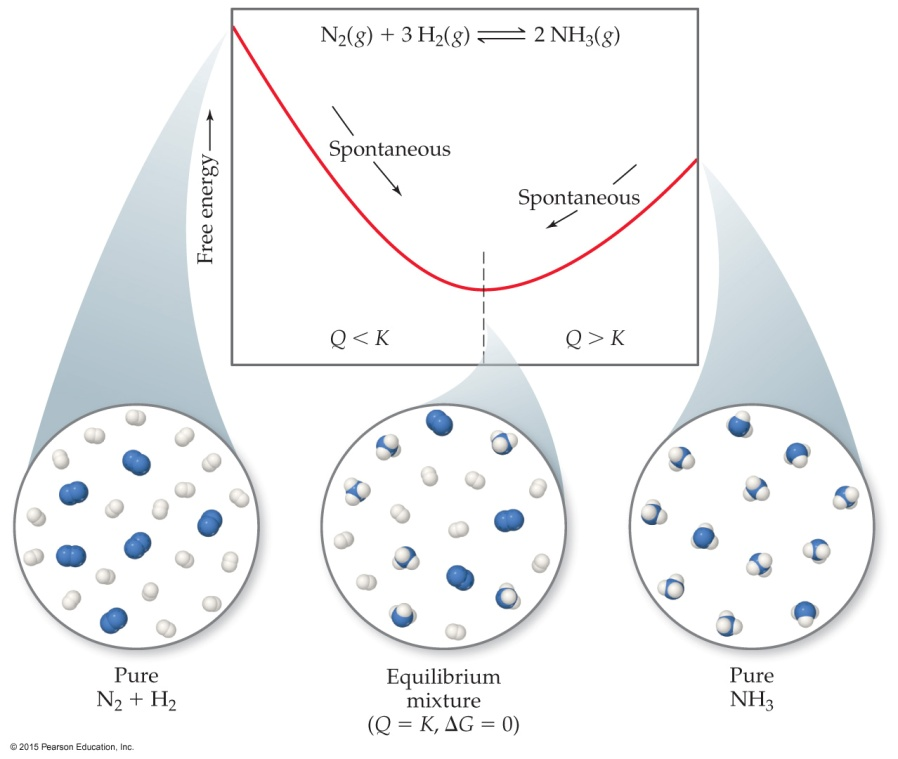 N₂(g) + 3 H₂(g) ⇌ 2 NH₃(g)
Free energy→
Spontaneous
Spontaneous
Q < K
Q > K
Pure
N₂ + H₂
Equilibrium
mixture
(Q = K, ΔG = 0)
Pure
NH₃
© 2015 Pearson Education, Inc.